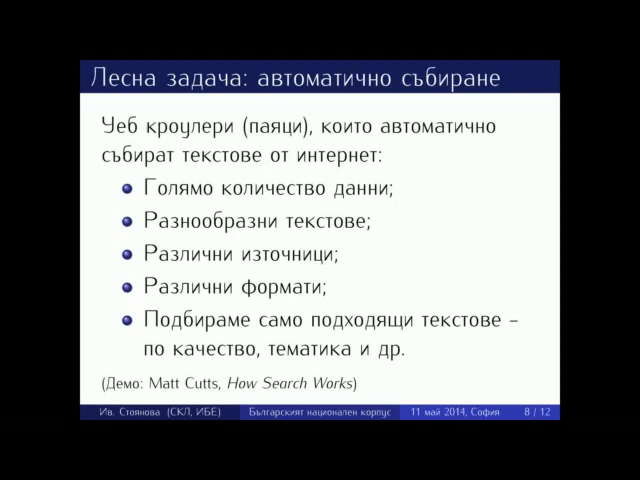 Лесна задача: автоматично събиране
Уеб кроулери (паяци), които автоматично
събират текстове от интернет:
Голямо количество данни;
Разнообразни текстове;
Различни източници;
Различни формати;
Подбираме само подходящи текстове –
по качество, тематика и др.
(Демо: Matt Cutts, How Search Works)
Ив. Стоянова (СКЛ, ИБЕ) Българският национален корпус 11 май 2014, София 8 / 12